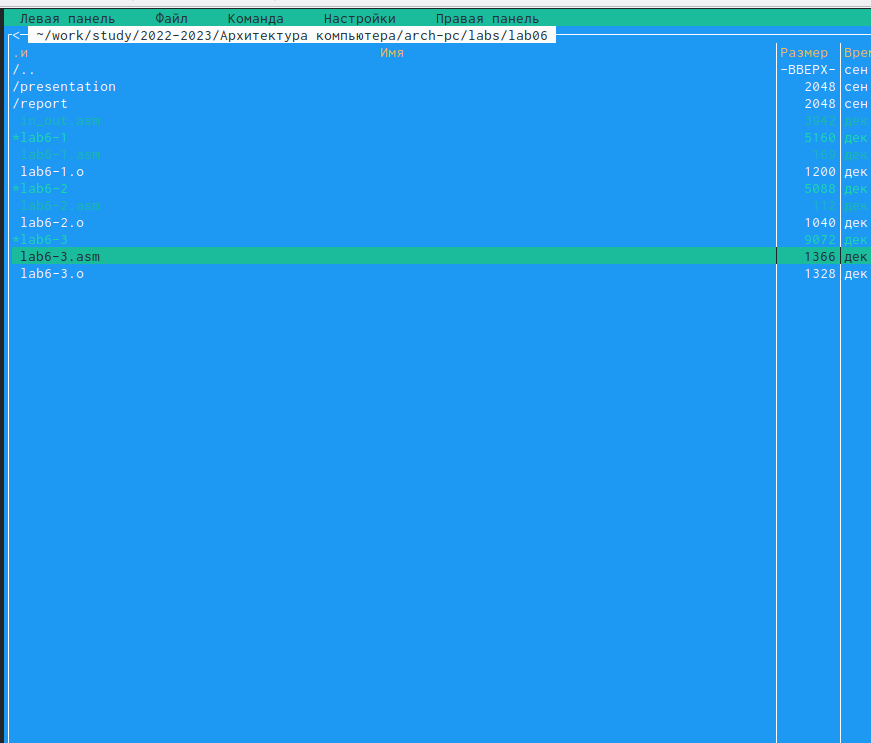 Левая панель Файл Команда Настройки Правая панель
<- ~/work/study/2022-2023/Архитектура компьютера/arch-pc/labs/lab06
.и Имя Размер Врем
/.. -ВВЕРХ- сен
/presentation 2048 сен
/report 2048 сен
in_out.asm 3942 дек
*lab6-1 5160 дек
lab6-1.asm 169 дек
lab6-1.o 1200 дек
*lab6-2 5088 дек
lab6-2.asm 112 дек
lab6-2.o 1040 дек
*lab6-3 9072 дек
lab6-3.asm 1366 дек
lab6-3.o 1328 дек